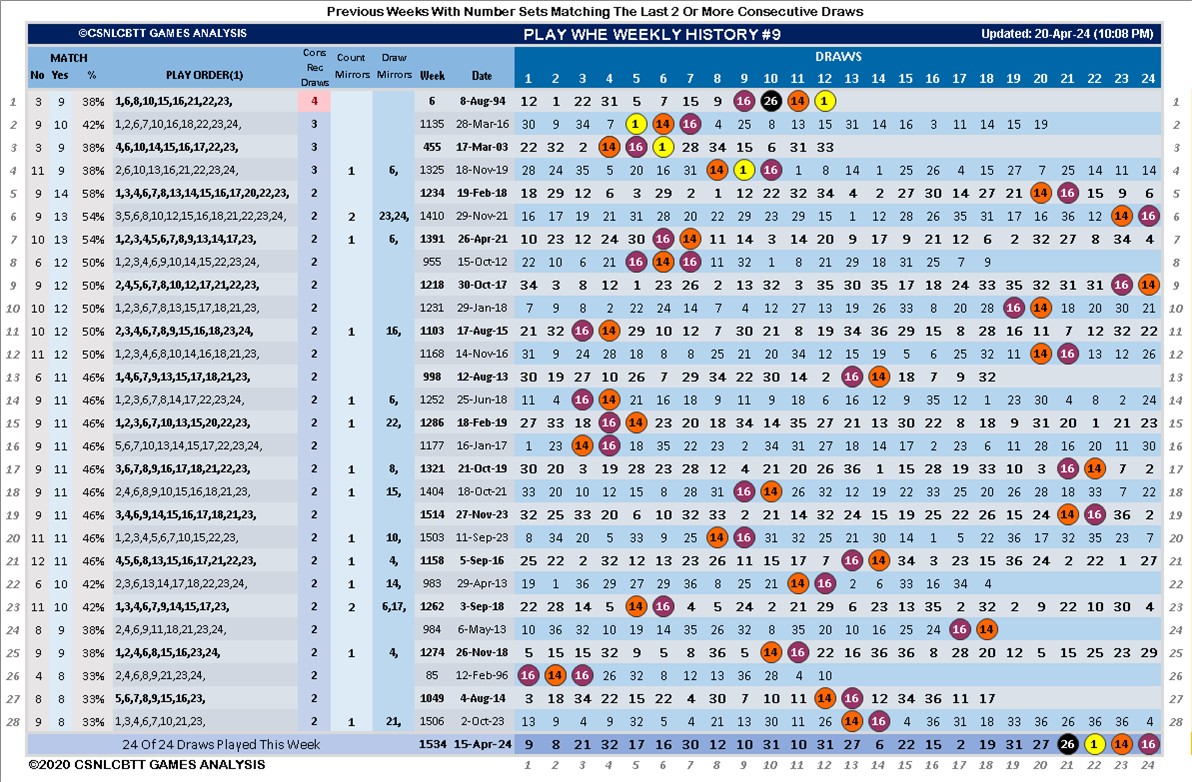 Previous Weeks With Number Sets Matching The Last 2 Or More Consecutive Draws
©CSNLCBTT GAMES ANALYSIS PLAY WHE WEEKLY HISTORY #9 Updated: 20-Apr-24 (10:08 PM)
MATCH Cons Rec Draws Count Mirrors Draw Mirrors DRAWS
No Yes % PLAY ORDER(1) Week Date 1 2 3 4 5 6 7 8 9 10 11 12 13 14 15 16 17 18 19 20 21 22 23 24
1 3 9 38% 1,6,8,10,15,16,21,22,23, 4 6 8-Aug-94 12 1 22 31 5 7 15 9 16 26 14 1 1
2 9 10 42% 1,2,6,7,10,16,18,22,23,24, 3 1135 28-Mar-16 30 9 34 7 1 14 16 4 25 8 13 15 31 14 15 16 3 11 14 15 19 2
3 3 9 38% 4,6,10,14,15,16,17,22,23, 3 455 17-Mar-03 22 32 2 14 16 1 28 34 15 6 31 33 3
4 11 9 38% 2,6,10,13,16,21,22,23,24, 3 1 6, 1325 18-Nov-19 28 24 35 5 20 16 31 14 1 16 1 8 14 1 25 26 4 15 27 7 25 14 11 14 4
5 9 14 58% 1,3,4,6,7,8,13,14,15,16,17,20,22,23, 2 1234 19-Feb-18 18 29 12 6 3 29 2 1 12 22 32 34 4 2 27 30 14 27 21 14 16 15 9 6 5
6 9 13 54% 3,5,6,8,10,12,15,16,18,21,22,23,24, 2 2 23,24, 1410 29-Nov-21 16 17 19 21 31 28 20 22 29 23 29 15 1 12 28 26 35 31 17 16 36 12 14 16 6
7 10 13 54% 1,2,3,4,5,6,7,8,9,13,14,17,23, 2 1 6, 1391 26-Apr-21 10 23 12 24 30 16 14 11 14 3 14 20 9 17 9 21 12 6 2 32 27 8 34 4 7
8 6 12 50% 1,2,3,4,6,9,10,14,15,22,23,24, 2 955 15-Oct-12 22 10 6 21 16 14 16 11 32 1 8 21 29 18 31 25 7 9 8
9 9 12 50% 2,4,5,6,7,8,10,12,17,21,22,23, 2 1218 30-Oct-17 34 3 8 12 1 23 26 2 13 32 3 35 30 35 17 18 24 33 35 32 31 31 16 14 9
10 9 12 50% 1,2,3,6,7,8,13,15,17,18,21,23, 2 1231 29-Jan-18 7 9 8 2 22 24 14 7 10 2 27 13 19 26 33 8 20 28 16 14 18 20 30 21 10
11 10 12 50% 2,3,4,6,7,8,9,15,16,18,23,24, 2 1 16, 1103 17-Aug-15 21 32 16 14 29 10 12 7 30 21 8 19 34 36 29 15 8 28 16 11 7 12 32 22 11
12 11 12 50% 1,2,3,4,6,8,10,14,16,18,21,23, 2 1168 14-Nov-16 31 9 24 28 18 8 8 25 21 20 34 12 15 19 5 6 25 32 11 14 16 13 12 26 12
13 6 11 46% 1,4,6,7,9,13,15,17,18,21,23, 2 998 12-Aug-13 30 19 27 10 26 7 29 34 22 30 14 2 16 14 18 7 9 32 13
14 9 11 46% 1,2,3,6,7,8,14,17,22,23,24, 2 1 6, 1252 25-Jun-18 11 4 16 14 21 16 18 9 11 9 18 2 16 12 9 35 12 1 23 30 4 8 2 24 14
15 9 11 46% 1,2,3,6,7,10,13,15,20,22,23, 2 1 22, 1286 18-Feb-19 27 33 18 16 14 23 20 18 34 14 35 27 21 13 30 22 8 18 9 31 20 1 21 23 15
16 9 11 46% 5,6,7,10,13,14,15,17,22,23,24, 2 1177 16-Jan-17 1 23 14 16 18 35 22 23 2 34 31 27 10 18 14 17 2 23 6 11 31 16 20 11 30 16
17 9 11 46% 3,6,7,8,9,16,17,18,21,22,23, 2 1 8, 1321 21-Oct-19 30 20 3 19 28 23 28 12 4 21 20 26 36 1 15 28 19 33 10 3 16 14 7 2 17
18 9 11 46% 2,4,6,8,9,10,15,16,18,21,23, 2 1 15, 1404 18-Oct-21 33 20 10 12 15 8 28 31 16 14 26 32 12 19 22 33 25 20 26 28 18 33 7 22 18
19 9 11 46% 3,4,6,9,14,15,16,17,18,21,23, 2 1514 27-Nov-23 32 25 33 20 6 10 32 33 2 21 14 32 24 15 19 25 22 26 15 24 14 16 36 2 19
20 11 11 46% 1,2,3,4,5,6,7,10,15,22,23, 2 1 10, 1503 11-Sep-23 8 34 20 5 33 9 25 14 16 31 32 25 21 30 14 1 5 22 36 17 32 35 23 7 20
21 12 11 46% 4,5,6,8,13,15,16,17,21,22,23, 2 1 4, 1158 5-Sep-16 25 22 2 32 12 13 23 26 11 15 17 7 16 14 34 3 23 15 36 24 2 22 1 21 21
22 6 10 42% 2,3,6,13,14,17,18,22,23,24, 2 1 14, 983 29-Apr-13 19 1 36 29 27 29 36 8 25 21 14 16 2 6 33 16 34 4 22
23 11 10 42% 1,3,4,6,7,9,14,15,17,23, 2 2 6,17, 1262 3-Sep-18 22 28 14 5 14 16 4 5 24 2 21 29 6 23 13 35 2 32 2 9 22 10 30 4 23
24 8 9 38% 2,4,6,9,11,18,21,23,24, 2 984 6-May-13 10 36 32 10 19 14 35 26 32 8 35 20 10 16 25 24 16 14 24
25 9 9 38% 1,2,4,6,8,15,16,23,24, 2 1 4, 1274 26-Nov-18 5 15 15 32 9 5 8 36 5 14 16 22 16 36 36 8 28 20 12 5 15 25 23 29 25
26 4 8 33% 2,4,6,8,9,21,23,24, 2 85 12-Feb-96 16 14 16 26 32 8 12 13 36 28 4 10 26
27 9 8 33% 5,6,7,8,9,15,16,23, 2 1049 4-Aug-14 3 18 34 22 15 22 4 30 7 10 11 14 16 12 34 36 11 17 27
28 9 8 33% 1,3,4,6,7,10,21,23, 2 1 21, 1506 2-Oct-23 13 9 4 9 32 5 4 21 13 30 11 26 14 16 4 36 31 18 33 26 36 26 36 4 28
24 Of 24 Draws Played This Week 1534 15-Apr-24 9 8 21 32 17 16 30 12 10 31 10 31 27 6 22 15 2 19 31 27 26 1 14 16
©2020 CSNLCBTT GAMES ANALYSIS 1 2 3 4 5 6 7 8 9 10 11 12 13 14 15 16 17 18 19 20 21 22 23 24